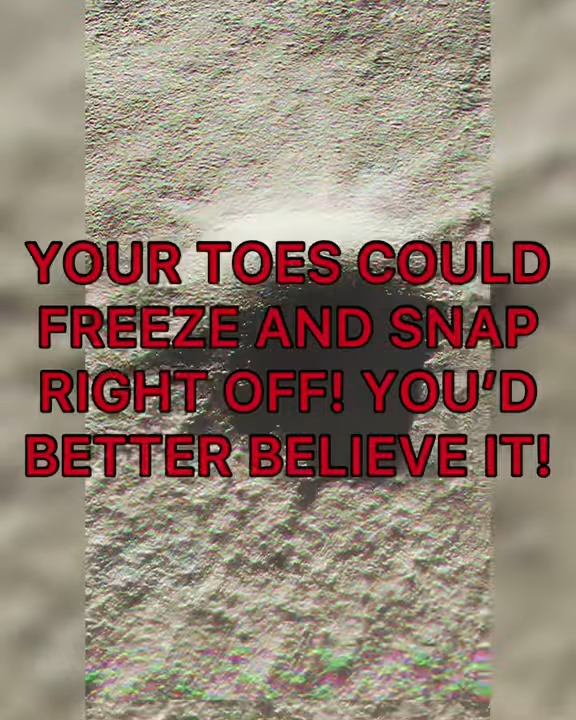 YOUR TOES COULD
FREEZE AND SNAP
RIGHT OFF! YOU’D
BETTER BELIEVE IT!